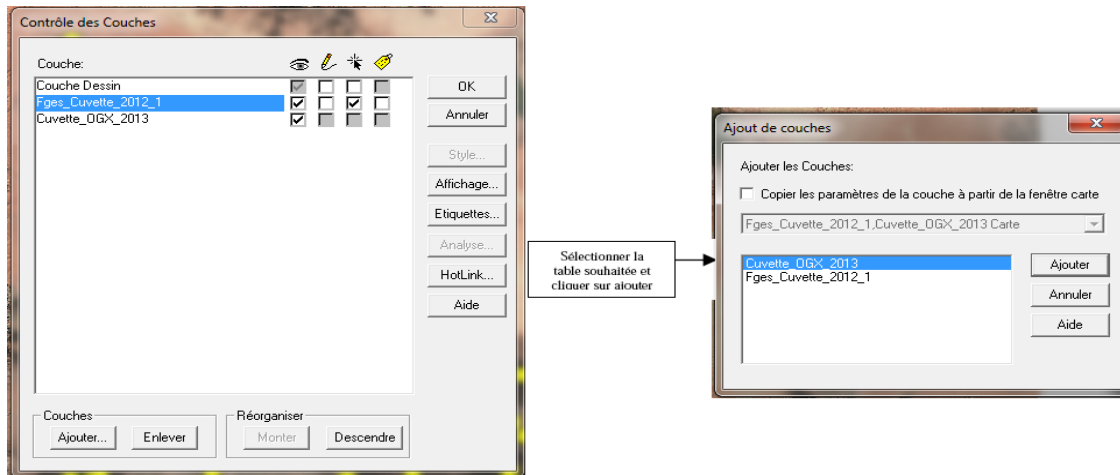 Contrôle des Couches
Couche:
Couche Dessin
Fges_Cuvette_2012_1
Cuvette_OGX_2013
OK
Annuler
Style...
Affichage...
Etiquettes...
Analyse...
HotLink...
Aide
Couches
Ajouter...
Enlever
Réorganiser
Monter
Descendre
Sélectionner la
table souhaitée et
cliquer sur ajouter
Ajout de couches
Ajouter les Couches:
Copier les paramètres de la couche à partir de la fenêtre carte
Fges_Cuvette_2012_1,Cuvette_OGX_2013 Carte
Cuvette_OGX_2013
Fges_Cuvette_2012_1
Ajouter
Annuler
Aide